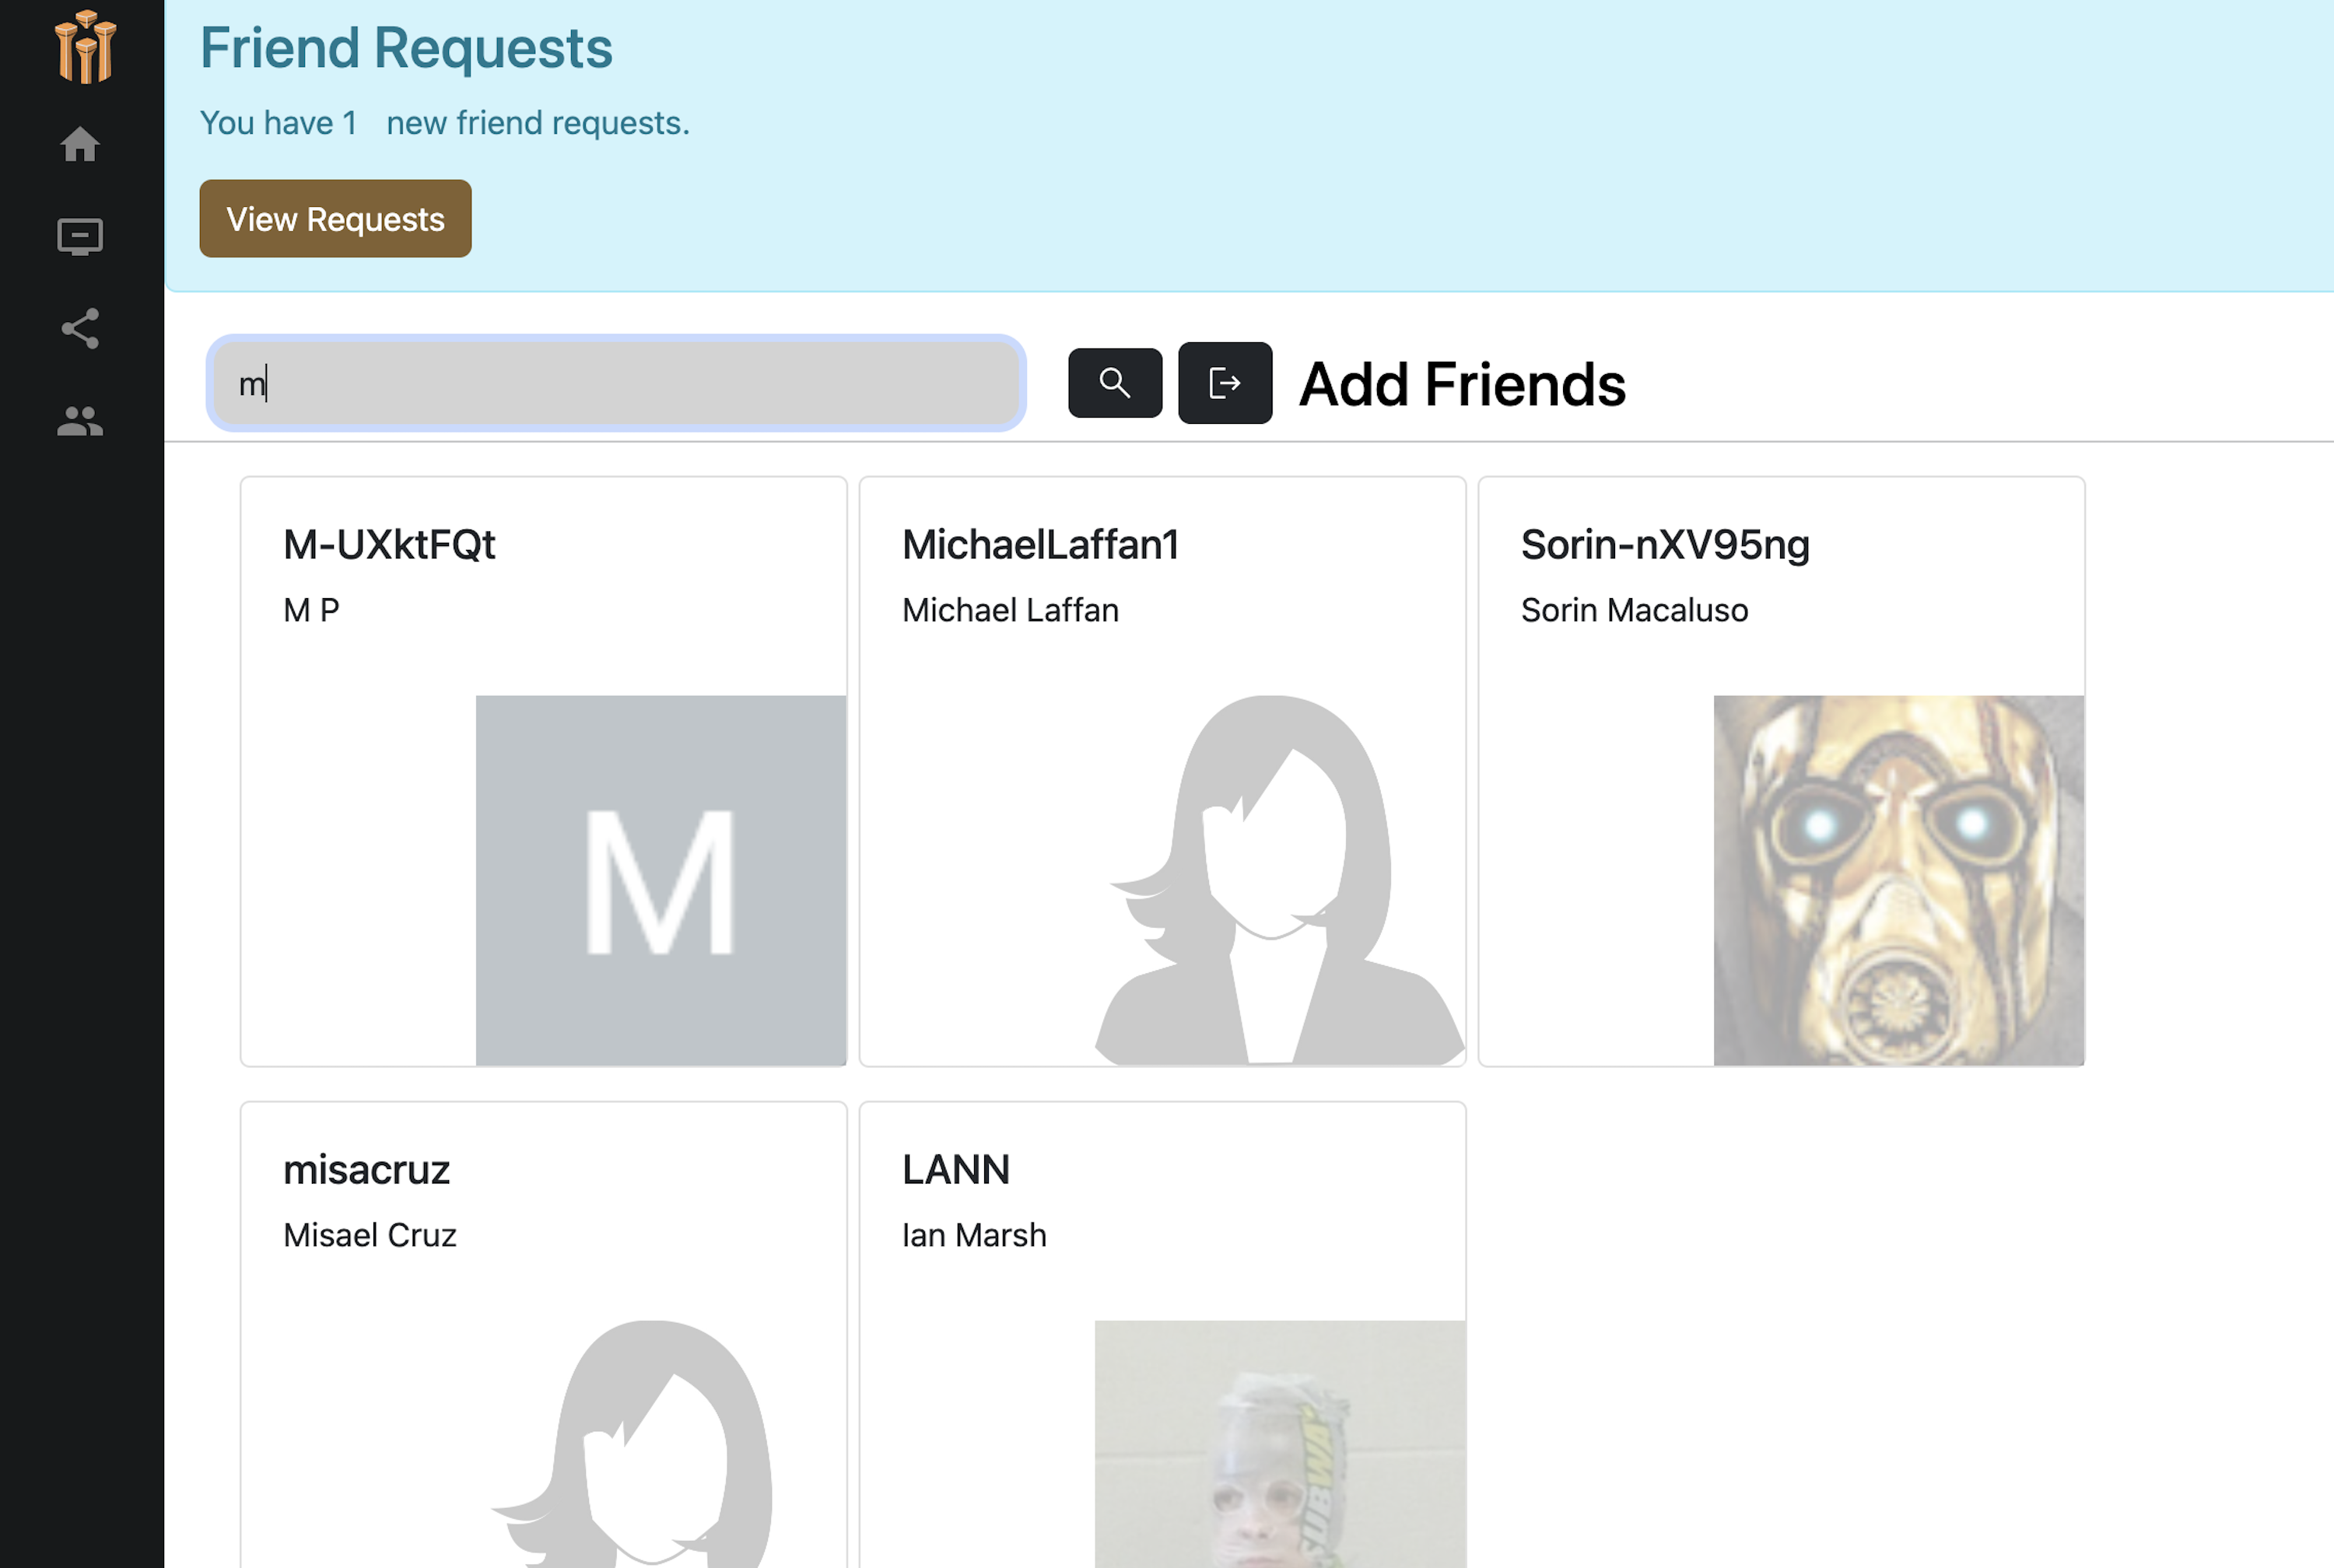 Friend Requests
You have 1 new friend requests.
View Requests
m
Add Friends
M-UXktFQt
M P
M
MichaelLaffan1
Michael Laffan
Sorin-nXV95ng
Sorin Macaluso
misacruz
Misael Cruz
LANN
Ian Marsh
SUBWA